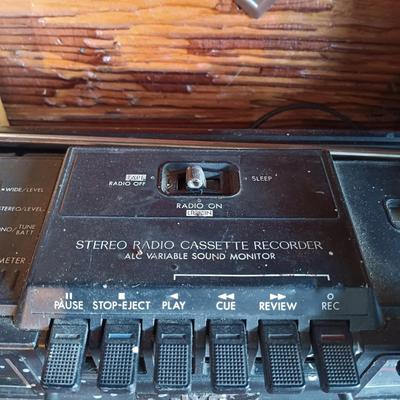 TAPE
RADIO OFF
SLEEP
RADIO ON
WIDE/LEVEL
STEREO/LEVEL
MONO/TUNE
BATT
METER
STEREO RADIO CASSETTE RECORDER
ALC VARIABLE SOUND MONITOR
PAUSE STOP-EJECT PLAY CUE REVIEW REC